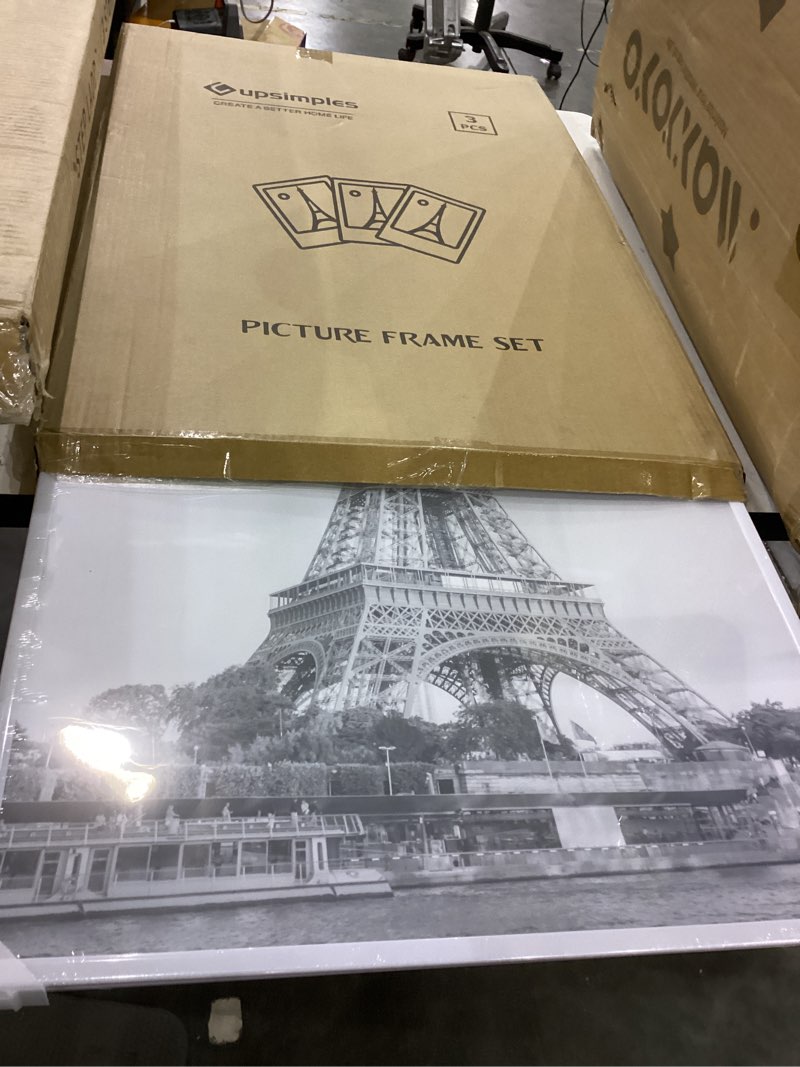 upsimples
CREATE A BETTER HOME LIFE
3
PCS
PICTURE FRAME SET